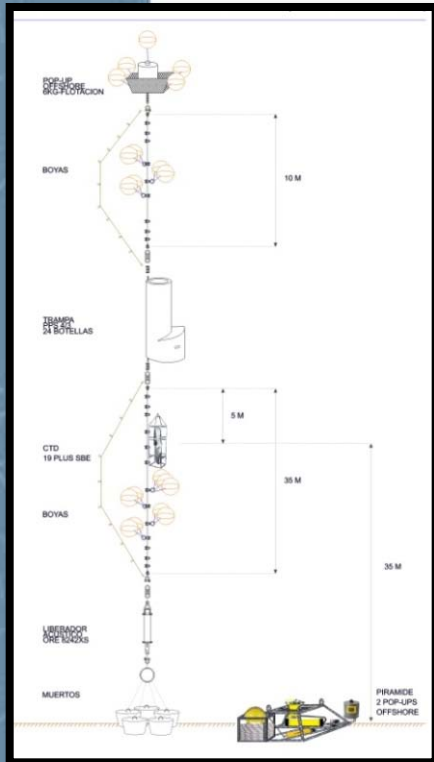 POP-UP
OFFSHORE
6KG-FLOTACION
BOYAS
10 M
TRAMPA
PPS 4/3
24 BOTELLAS
5 M
CTD
19 PLUS SBE
35 M
BOYAS
35 M
LIBERADOR
ACUSTICO
ORE 8242XS
MUERTOS
PIRAMIDE
2 POP-UPS
OFFSHORE